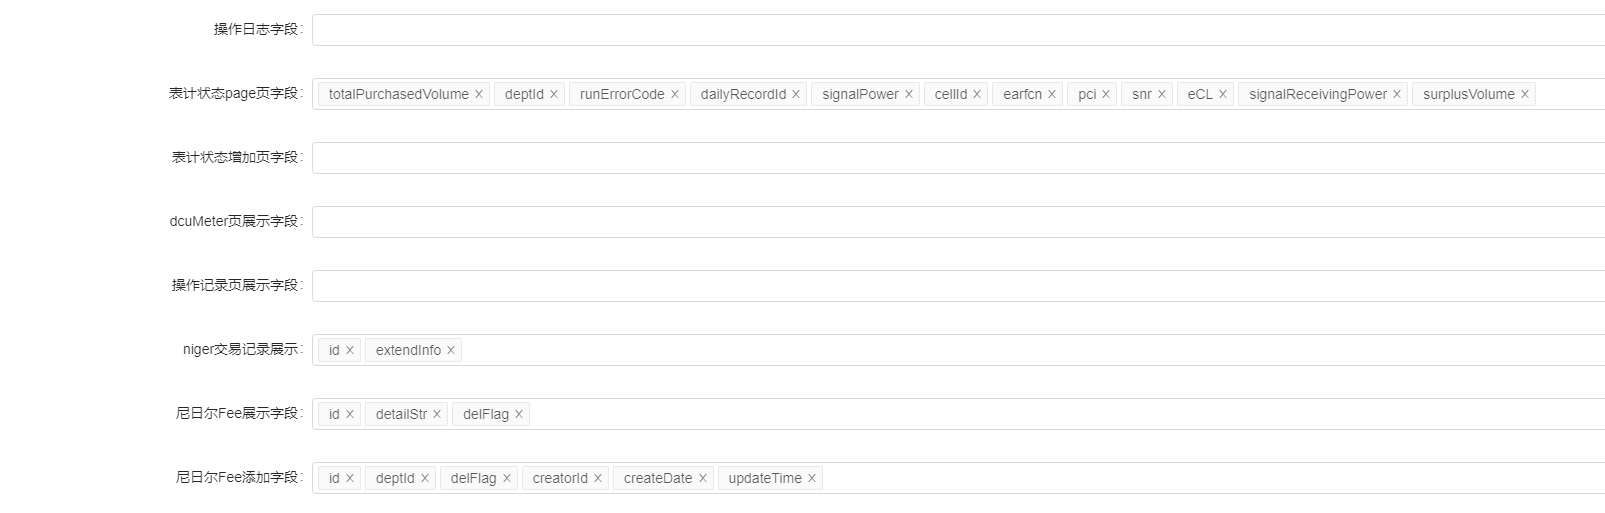 操作日志字段:
表计状态page页字段: totalPurchasedVolume deptId runErrorCode dailyRecordId signalPower cellId earfcn pci snr eCL signalReceivingPower surplusVolume
表计状态增加页字段:
dcuMeter页展示字段:
操作记录页展示字段:
niger交易记录展示: id extendInfo
尼日尔Fee展示字段: id detailStr delFlag
尼日尔Fee添加字段: id deptId delFlag creatorId createDate updateTime